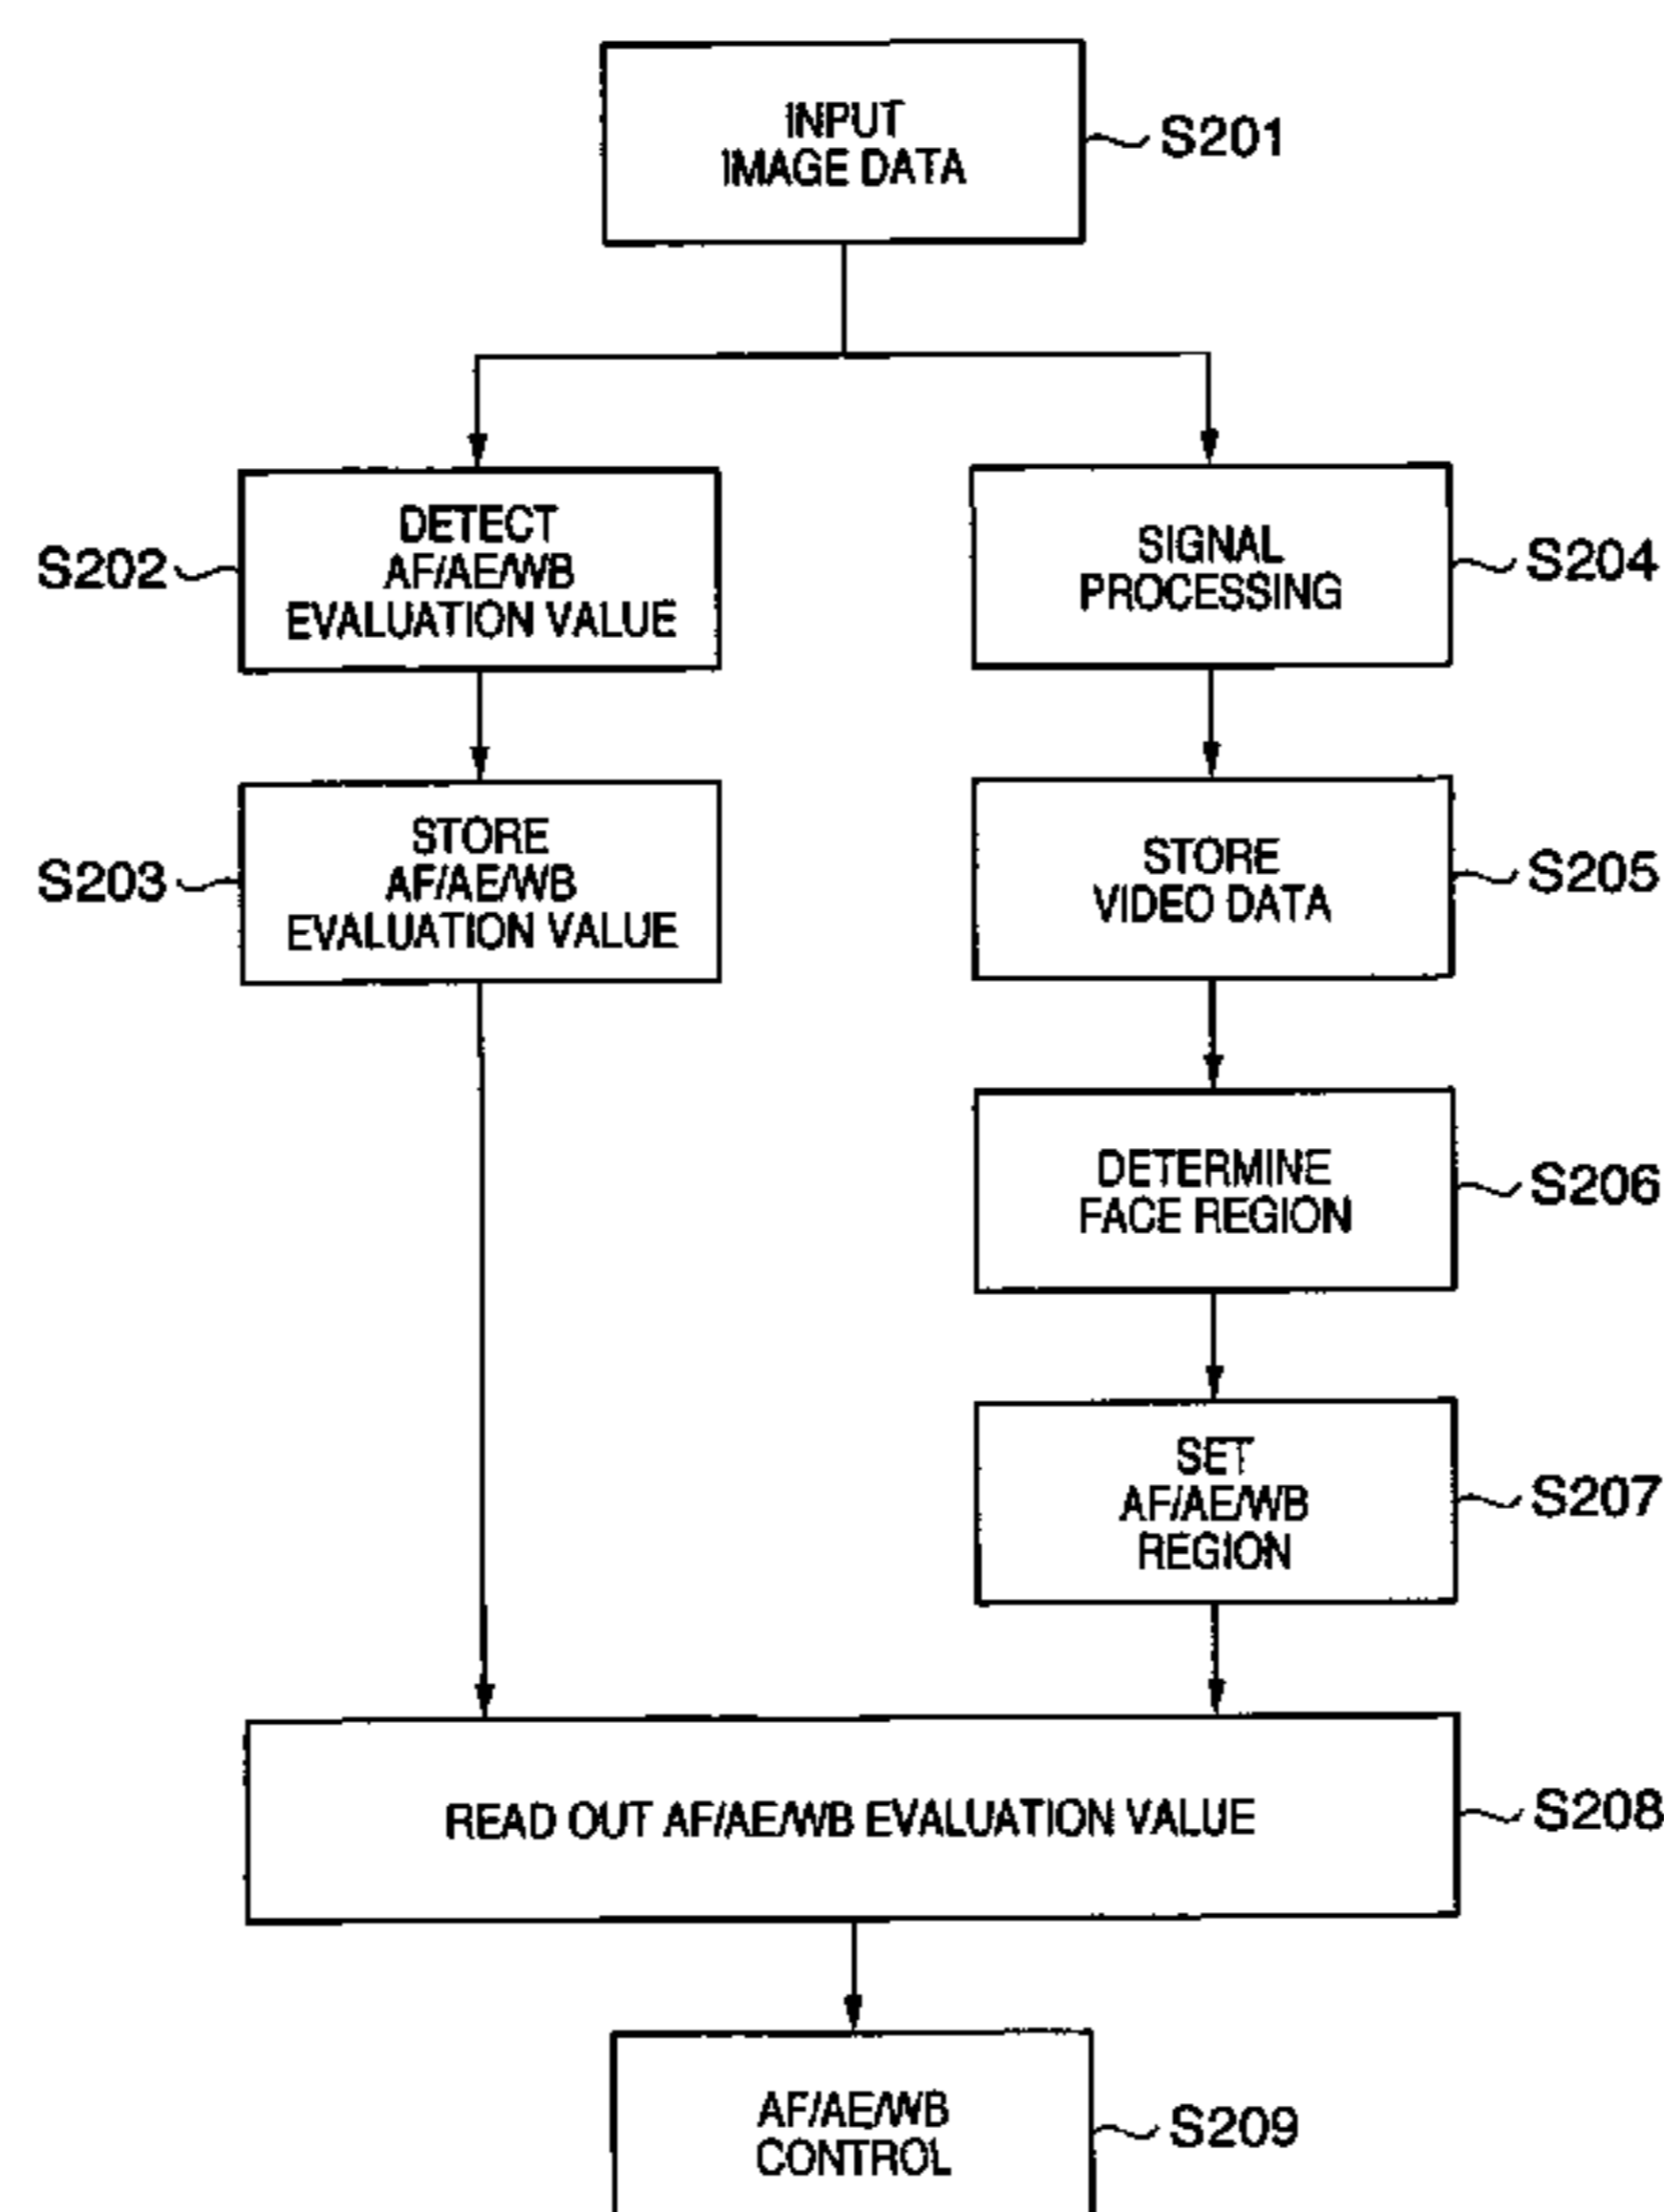 INPUT
IMAGE DATA
S201
DETECT
AF/AE/WB
EVALUATION VALUE
S202
STORE
AF/AE/WB
EVALUATION VALUE
S203
SIGNAL
PROCESSING
S204
STORE
VIDEO DATA
S205
DETERMINE
FACE REGION
S206
SET
AF/AE/WB
REGION
S207
READ OUT AF/AE/WB EVALUATION VALUE
S208
AF/AE/WB
CONTROL
S209